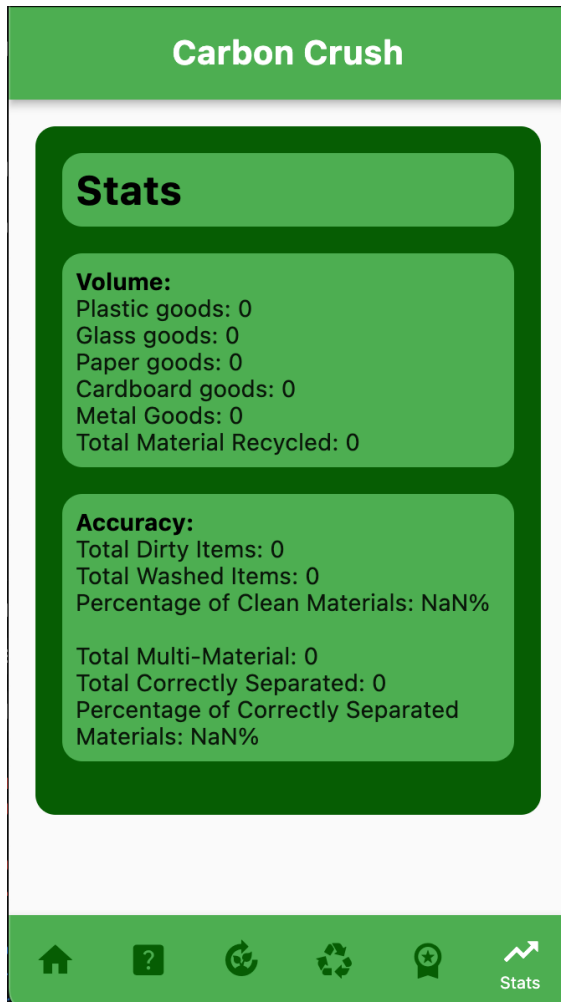 Carbon Crush
Stats
Volume:
Plastic goods: 0
Glass goods: 0
Paper goods: 0
Cardboard goods: 0
Metal Goods: 0
Total Material Recycled: 0
Accuracy:
Total Dirty Items: 0
Total Washed Items: 0
Percentage of Clean Materials: NaN%
Total Multi-Material: 0
Total Correctly Separated: 0
Percentage of Correctly Separated
Materials: NaN%
?
Stats